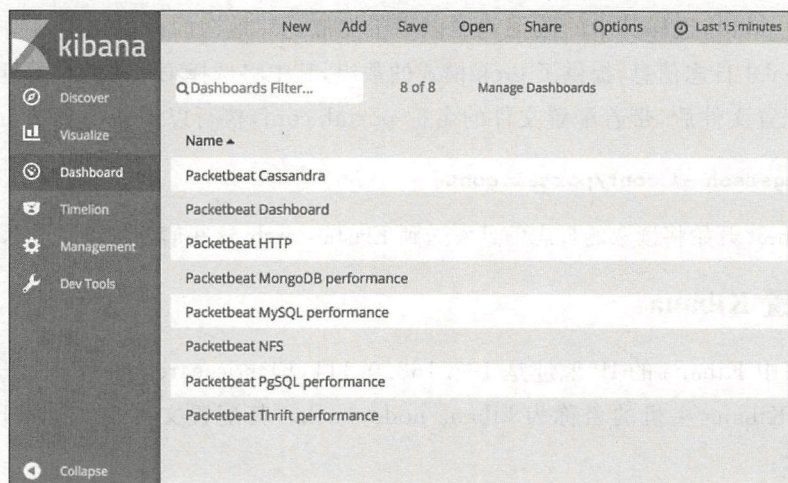 kibana
New Add Save Open Share Options Last 15 minutes
Discover
Visualize
Dashboard
Timelion
Management
Dev Tools
Collapse
Dashboards Filter... 8 of 8 Manage Dashboards
Name
Packetbeat Cassandra
Packetbeat Dashboard
Packetbeat HTTP
Packetbeat MongoDB performance
Packetbeat MySQL performance
Packetbeat NFS
Packetbeat PgSQL performance
Packetbeat Thrift performance